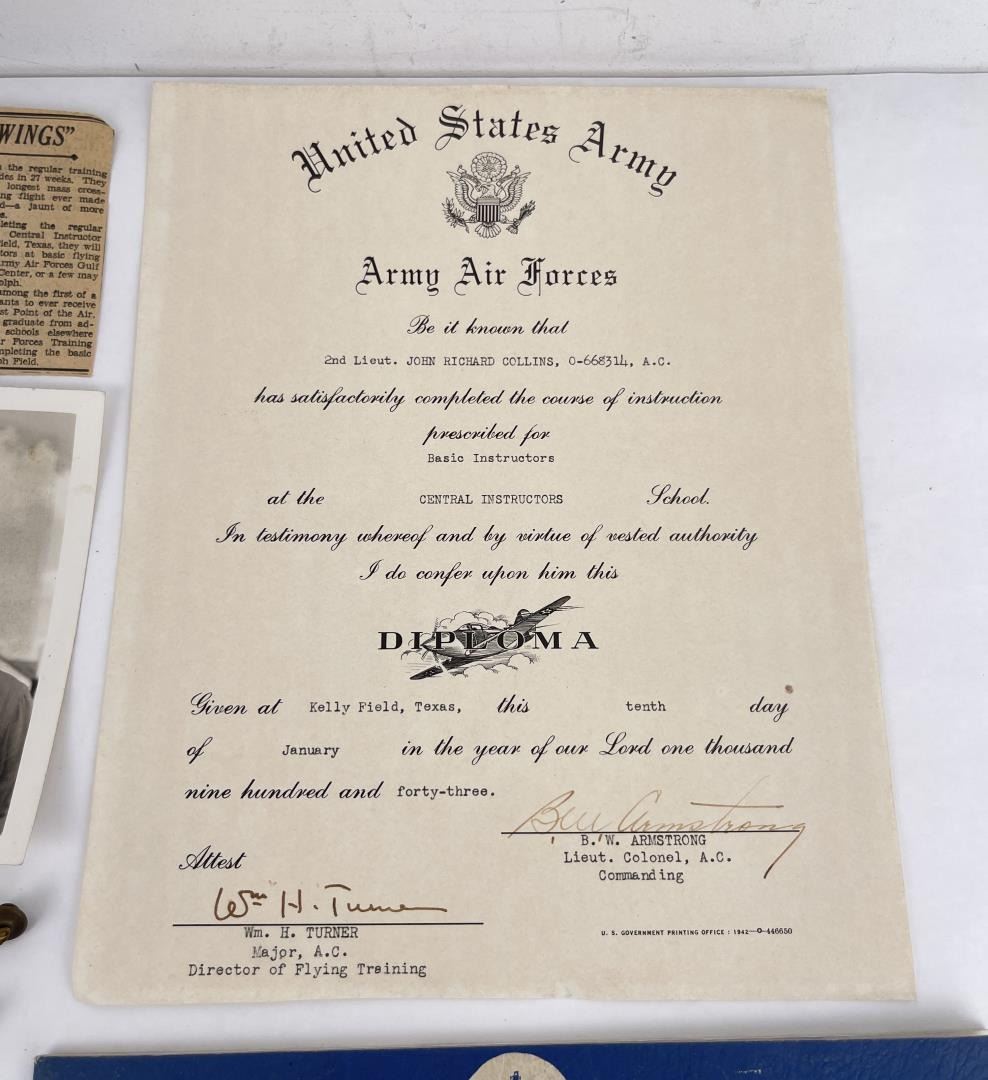 WINGS"
the regular training
des in 27 weeks. They
longest mass cross-
ng flight ever made
d—a jaunt of more
s.
leting the regular
Central Instructor
ield, Texas, they will
tors at basic flying
rmy Air Forces Gulf
Center, or a few may
olph.
among the first of a
ants to ever receive
st Point of the Air.
graduate from ad-
schools elsewhere
r Forces Training
mpleting the basic
ph Field.
United States Army
Army Air Forces
Be it known that
2nd Lieut. JOHN RICHARD COLLINS, O-668314, A.C.
has satisfactorily completed the course of instruction
prescribed for
Basic Instructors
at the CENTRAL INSTRUCTORS School.
In testimony whereof and by virtue of vested authority
I do confer upon him this
DIPLOMA
Given at Kelly Field, Texas, this tenth day
of January in the year of our Lord one thousand
nine hundred and forty-three.
Armstrong
B. W. ARMSTRONG
Lieut. Colonel, A.C.
Commanding
Attest
Wm H. Turner
Wm. H. TURNER
Major, A.C.
Director of Flying Training
U. S. GOVERNMENT PRINTING OFFICE : 1942—O-446650